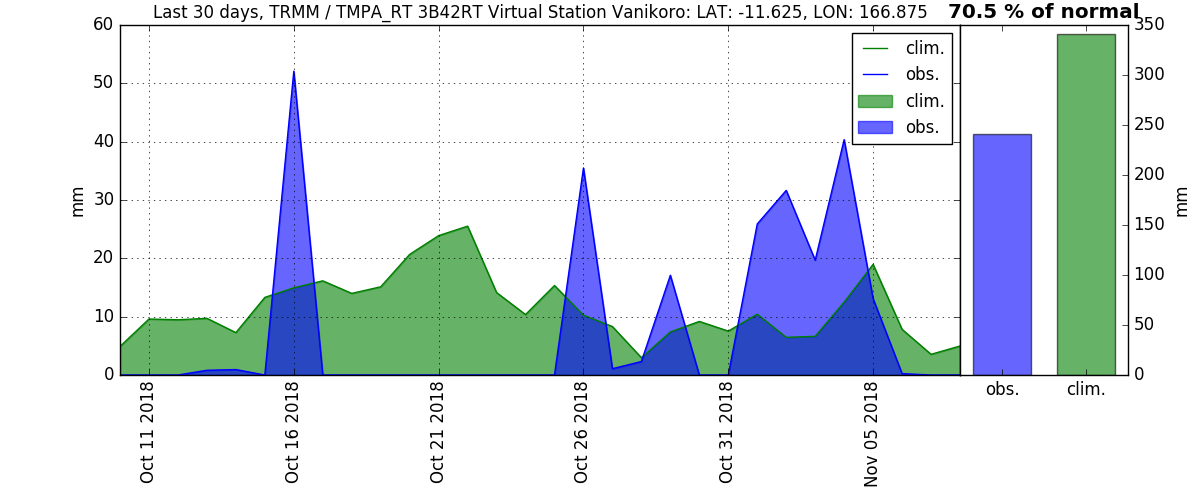 Last 30 days, TRMM / TMPA_RT 3B42RT Virtual Station Vanikoro: LAT: -11.625, LON: 166.875
70.5 % of normal
60
50
40
30
20
10
0
mm
clim.
obs.
clim.
obs.
Oct 11 2018
Oct 16 2018
Oct 21 2018
Oct 26 2018
Oct 31 2018
Nov 05 2018
350
300
250
200
150
100
50
0
mm
obs.
clim.